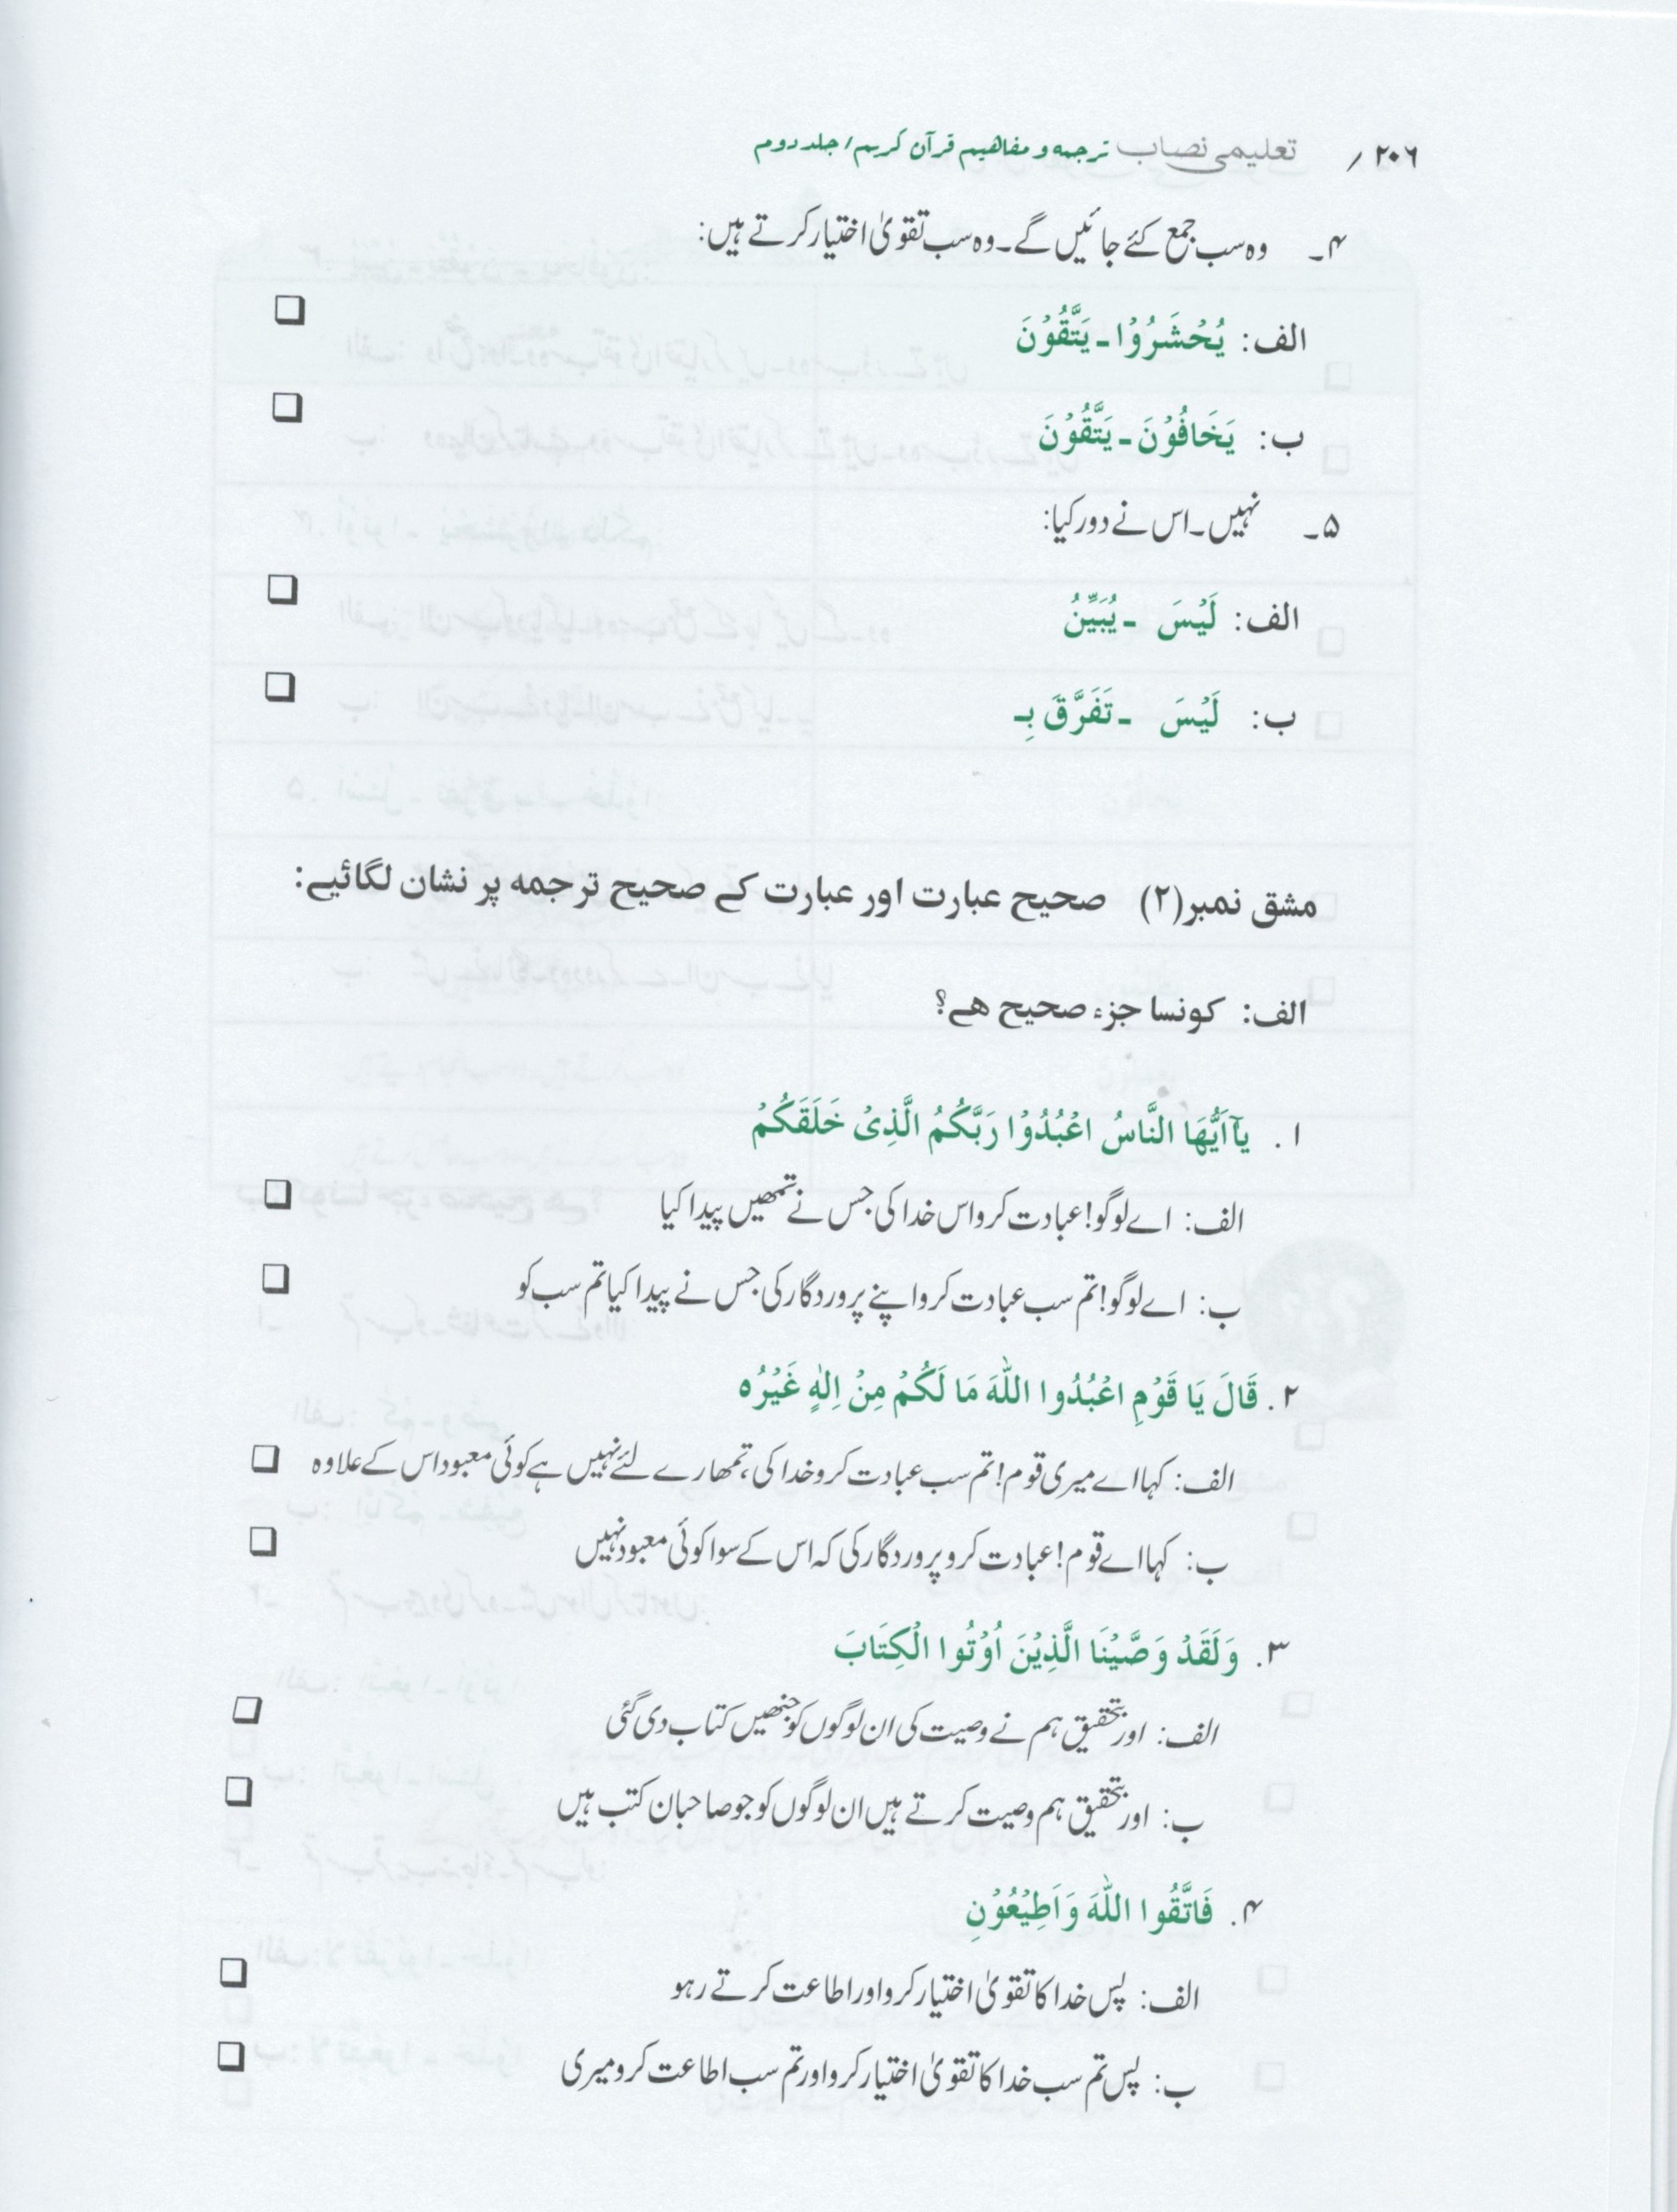 ۲۰۶ / تعلیمی نصاب ترجمه و مفاهیم قرآن کریم/ جلد دوم
۴۔ وہ سب جمع کئے جائیں گے۔ وہ سب تقویٰ اختیار کرتے ہیں:
الف: یُحْشَرُوْا۔ یَتَّقُوْنَ ❑
ب: یَخَافُوْنَ۔ یَتَّقُوْنَ ❑
۵۔ نہیں۔ اس نے دور کیا:
الف: لَیْسَ ۔ یُبَیِّنُ ❑
ب: لَیْسَ ۔ تَفَرَّقَ بِـ ❑
مشق نمبر(۲) صحیح عبارت اور عبارت کے صحیح ترجمه پر نشان لگائیے:
الف: کونسا جزء صحیح هے؟
۱. یآاَیُّهَا النَّاسُ اعْبُدُوْا رَبَّكُمُ الَّذِیْ خَلَقَكُمْ
الف: اے لوگو! عبادت کرو اس خدا کی جس نے تمھیں پیدا کیا ❑
ب: اے لوگو! تم سب عبادت کرو اپنے پروردگار کی جس نے پیدا کیا تم سب کو ❑
۲. قَالَ یَا قَوْمِ اعْبُدُوا اللّٰهَ مَا لَكُمْ مِنْ اِلٰهٍ غَیْرُه
الف: کہا اے میری قوم! تم سب عبادت کرو خدا کی، تمھارے لئے نہیں ہے کوئی معبود اس کے علاوہ ❑
ب: کہا اے قوم! عبادت کرو پروردگار کی کہ اس کے سوا کوئی معبود نہیں ❑
۳. وَلَقَدْ وَصَّیْنَا الَّذِیْنَ اُوْتُوا الْكِتَابَ
الف: اور بتحقیق ہم نے وصیت کی ان لوگوں کو جنھیں کتاب دی گئی ❑
ب: اور بتحقیق ہم وصیت کرتے ہیں ان لوگوں کو جو صاحبان کتب ہیں ❑
۴. فَاتَّقُوا اللّٰهَ وَاَطِیْعُوْنِ
الف: پس خدا کا تقویٰ اختیار کرو اور اطاعت کرتے رہو ❑
ب: پس تم سب خدا کا تقویٰ اختیار کرو اور تم سب اطاعت کرو میری ❑